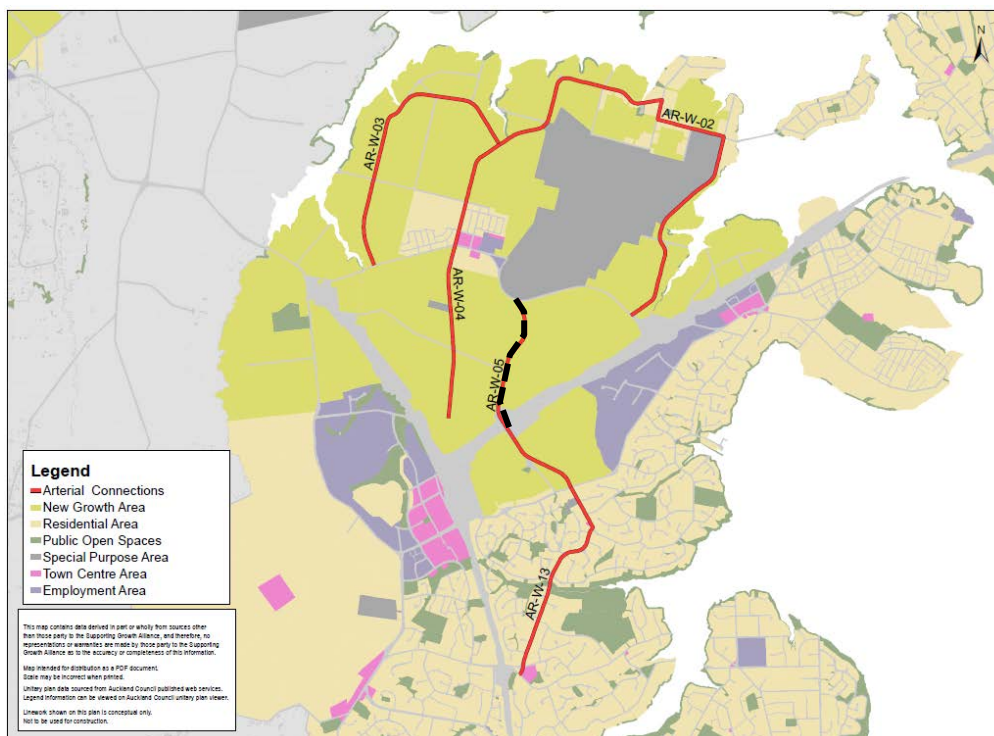 N
AR-W-02
AR-W-03
AR-W-04
AR-W-05
AR-W-13
Legend
Arterial Connections
New Growth Area
Residential Area
Public Open Spaces
Special Purpose Area
Town Centre Area
Employment Area
This map contains data derived in part or wholly from sources other
than those party to the Supporting Growth Alliance, and therefore, no
representations or warranties are made by those party to the Supporting
Growth Alliance as to the accuracy or completeness of this information.
Map intended for distribution as a PDF document.
Scale may be incorrect when printed.
Unitary plan data sourced from Auckland Council published web services.
Legend information can be viewed on Auckland Council unitary plan viewer.
Linework shown on this plan is conceptual only.
Not to be used for construction.